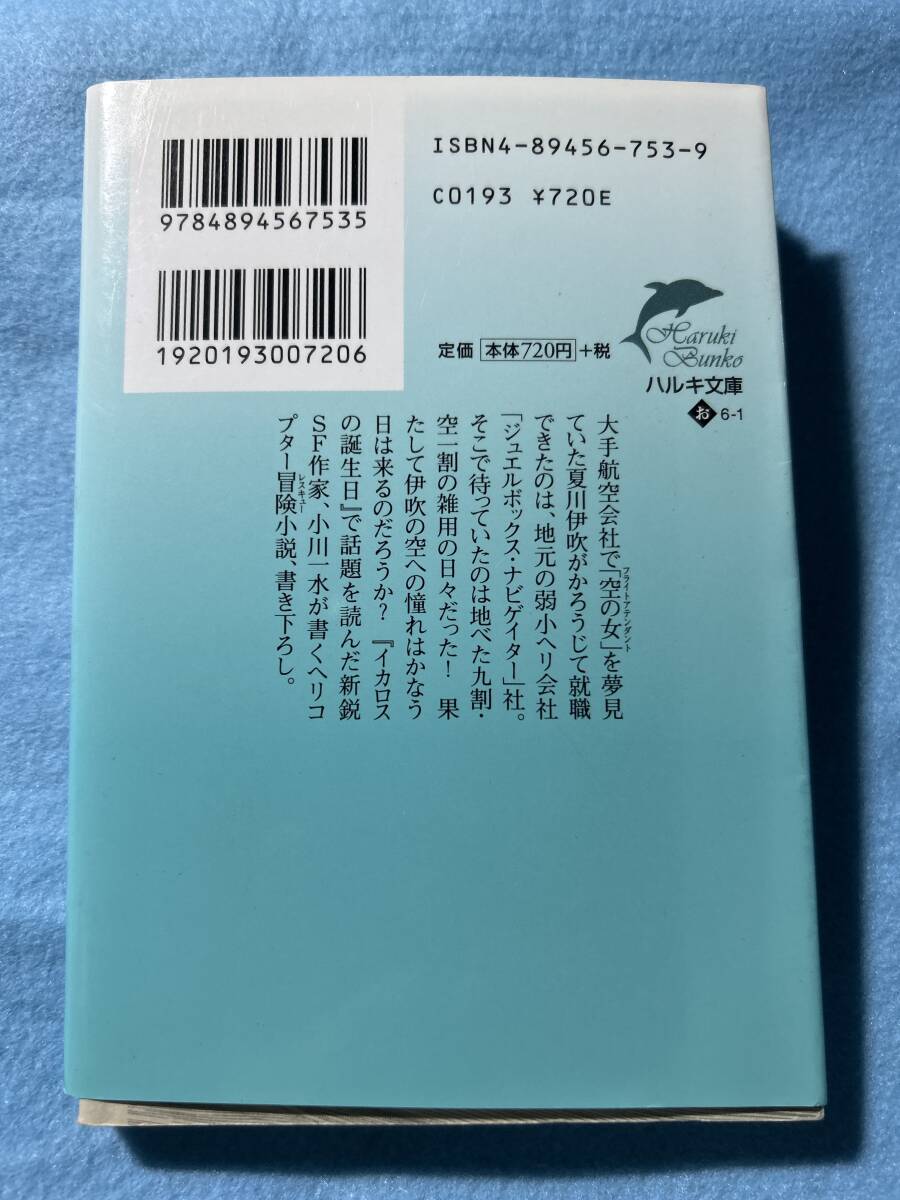 ISBN4-89456-753-9
C0193 ¥720E
9784894567535
1920193007206
定価 本体720円 +税
Haruki
Bunko
ハルキ文庫
お 6-1
大手航空会社で「空の女」を夢見
フライトアテンダント
ていた夏川伊吹がかろうじて就職
できたのは、地元の弱小ヘリ会社
「ジュエルボックス・ナビゲイター」社。
そこで待っていたのは地べた九割・
空一割の雑用の日々だった! 果
たして伊吹の空への憧れはかなう
日は来るのだろうか? 『イカロス
の誕生日』で話題を読んだ新鋭
SF作家、小川一水が書くヘリコ
プター冒険小説、書き下ろし。
レスキュー